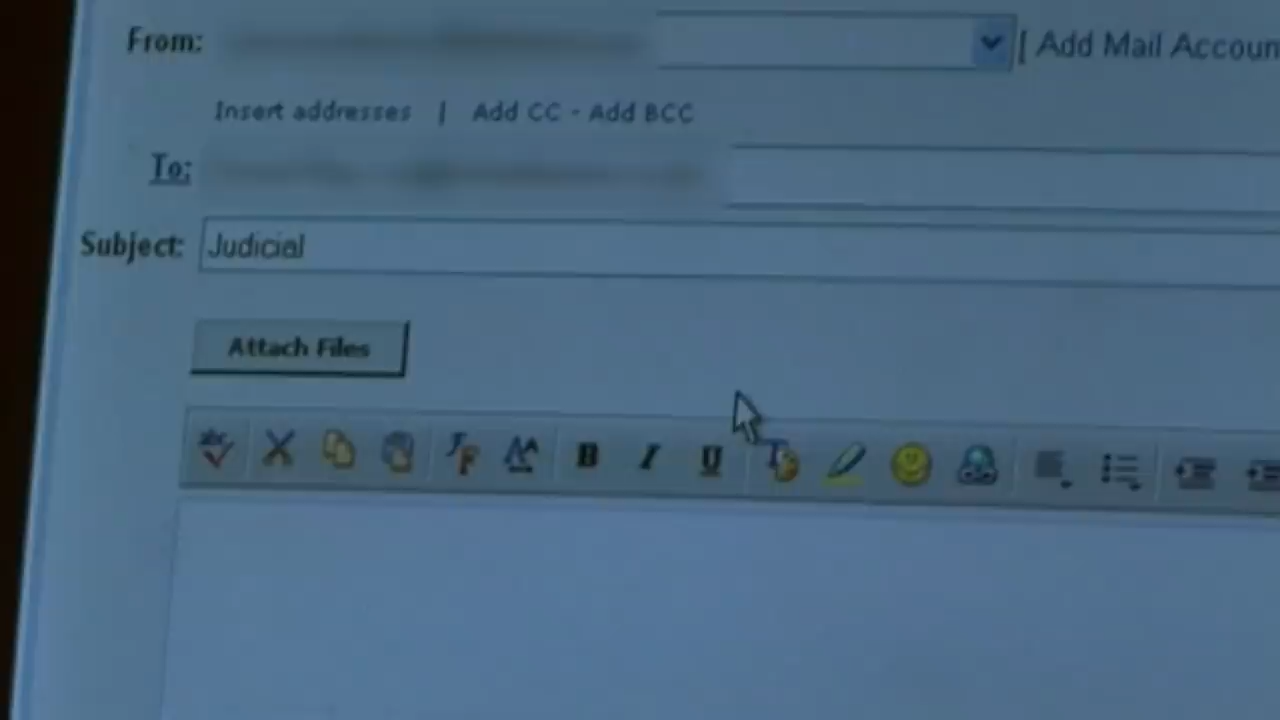 From: [ Add Mail Accoun
Insert addresses | Add CC - Add BCC
To:
Subject: Judicial
Attach Files
B I U